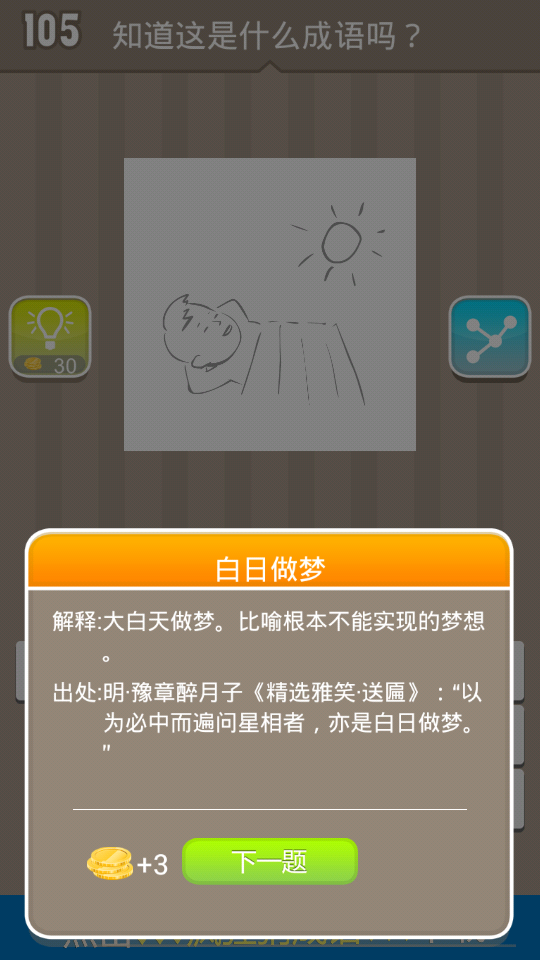 105
知道这是什么成语吗？
30
白日做梦
解释:大白天做梦。比喻根本不能实现的梦想
。
出处:明·豫章醉月子《精选雅笑·送匾》：“以
为必中而遍问星相者，亦是白日做梦。
”
+3
下一题